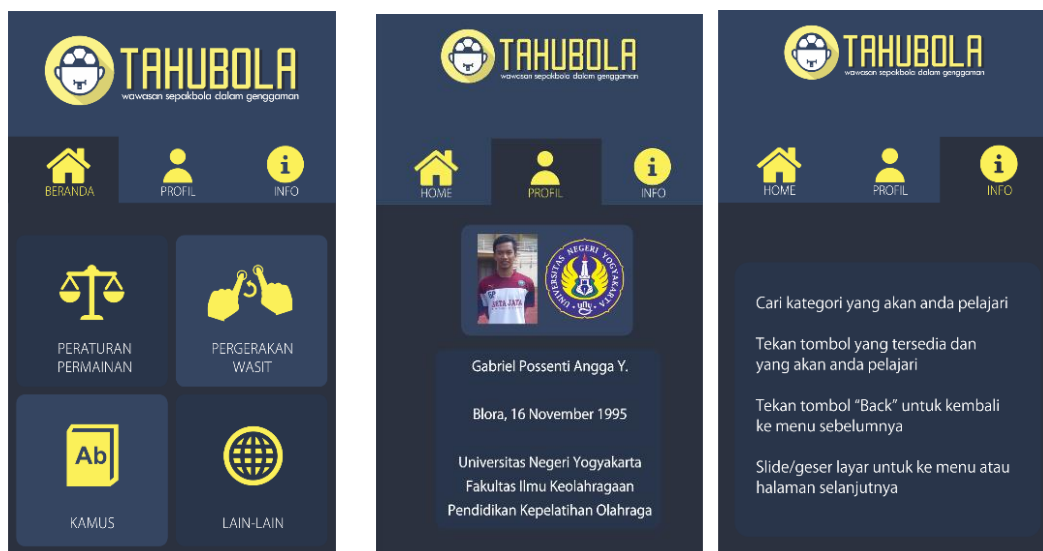 TAHUBOLA
wawasan sepakbola dalam genggaman
BERANDA
PROFIL
INFO
PERATURAN
PERMAINAN
PERGERAKAN
WASIT
Ab
KAMUS
LAIN-LAIN
TAHUBOLA
wawasan sepakbola dalam genggaman
HOME
PROFIL
INFO
UNIVERSITAS NEGERI YOGYAKARTA
Gabriel Possenti Angga Y.
Blora, 16 November 1995
Universitas Negeri Yogyakarta
Fakultas Ilmu Keolahragaan
Pendidikan Kepelatihan Olahraga
TAHUBOLA
wawasan sepakbola dalam genggaman
HOME
PROFIL
INFO
Cari kategori yang akan anda pelajari
Tekan tombol yang tersedia dan
yang akan anda pelajari
Tekan tombol “Back” untuk kembali
ke menu sebelumnya
Slide/geser layar untuk ke menu atau
halaman selanjutnya